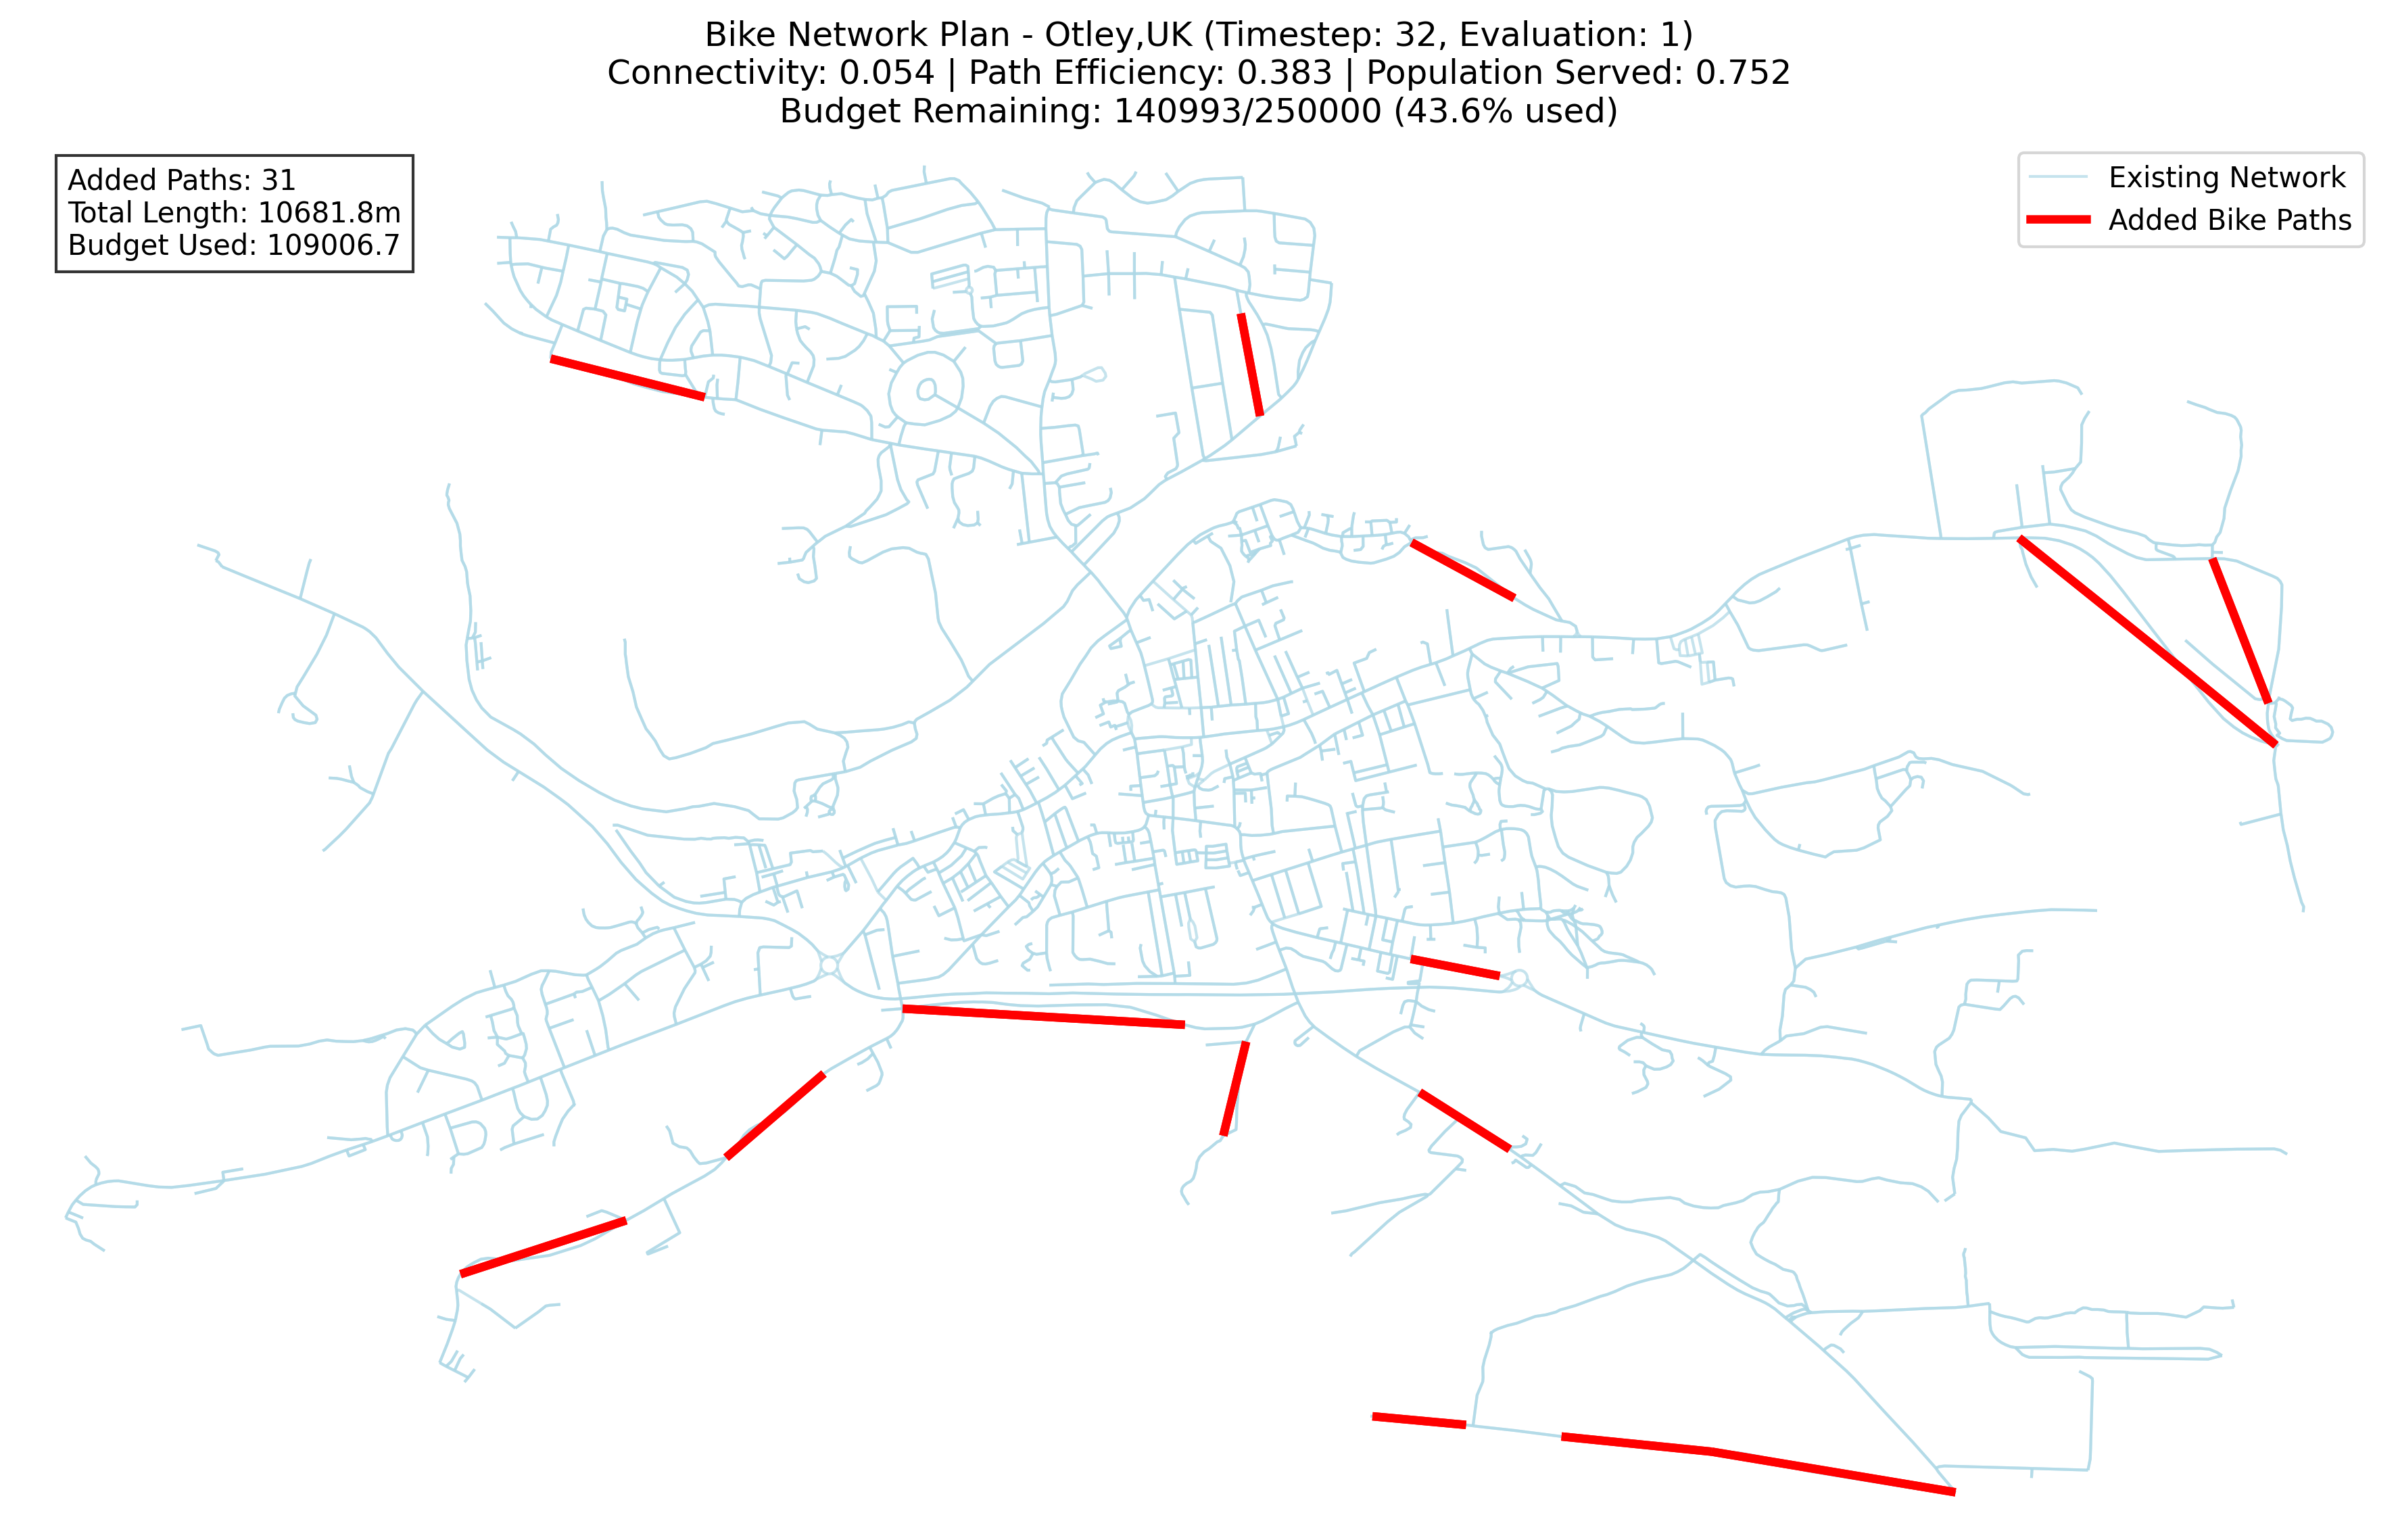 Bike Network Plan - Otley,UK (Timestep: 32, Evaluation: 1)
Connectivity: 0.054 | Path Efficiency: 0.383 | Population Served: 0.752
Budget Remaining: 140993/250000 (43.6% used)
Added Paths: 31
Total Length: 10681.8m
Budget Used: 109006.7
Existing Network
Added Bike Paths